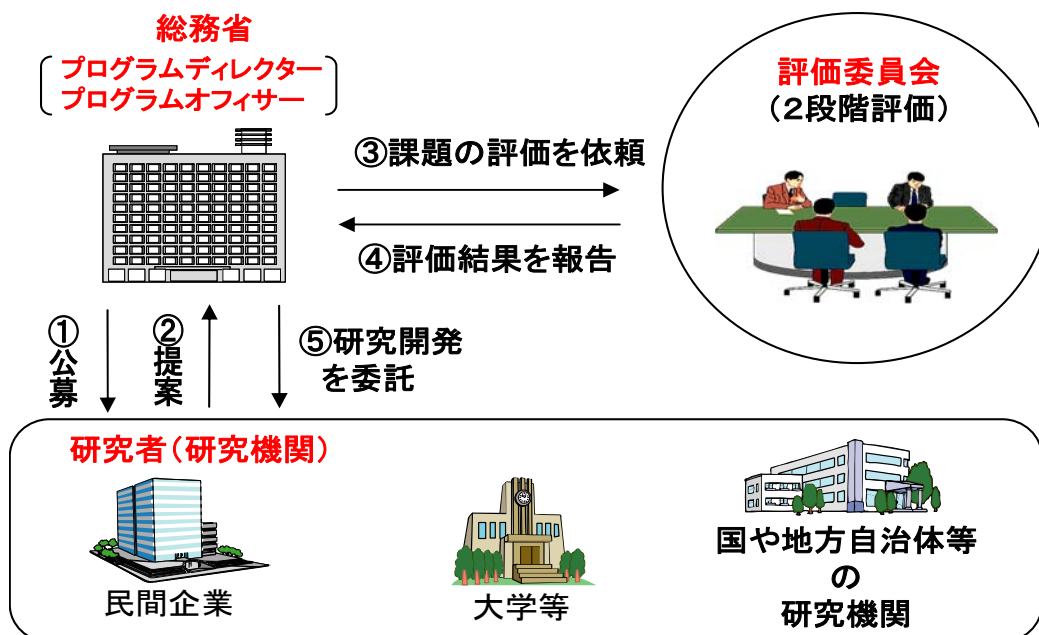 総務省
プログラムディレクター
プログラムオフィサー
評価委員会
(２段階評価)
③課題の評価を依頼
④評価結果を報告
①公募
②提案
⑤研究開発
を委託
研究者(研究機関)
民間企業
大学等
国や地方自治体等
の
研究機関